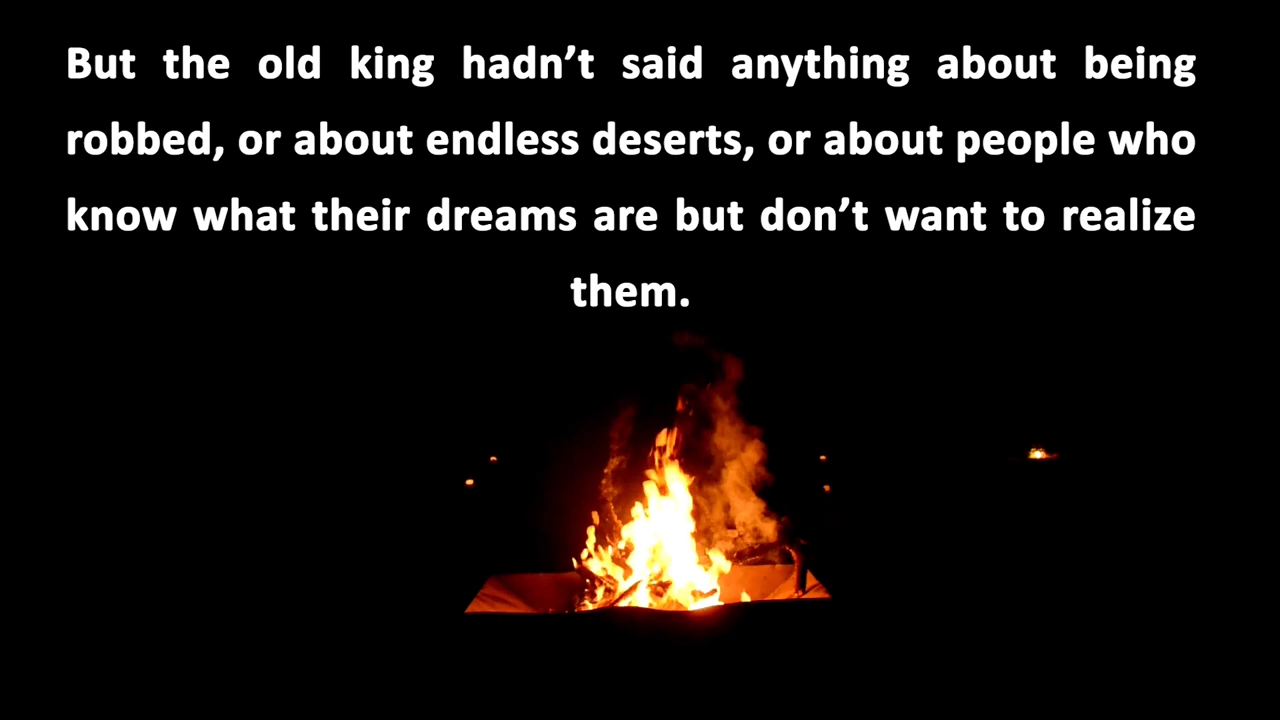 But the old king hadn’t said anything about being
robbed, or about endless deserts, or about people who
know what their dreams are but don’t want to realize
them.